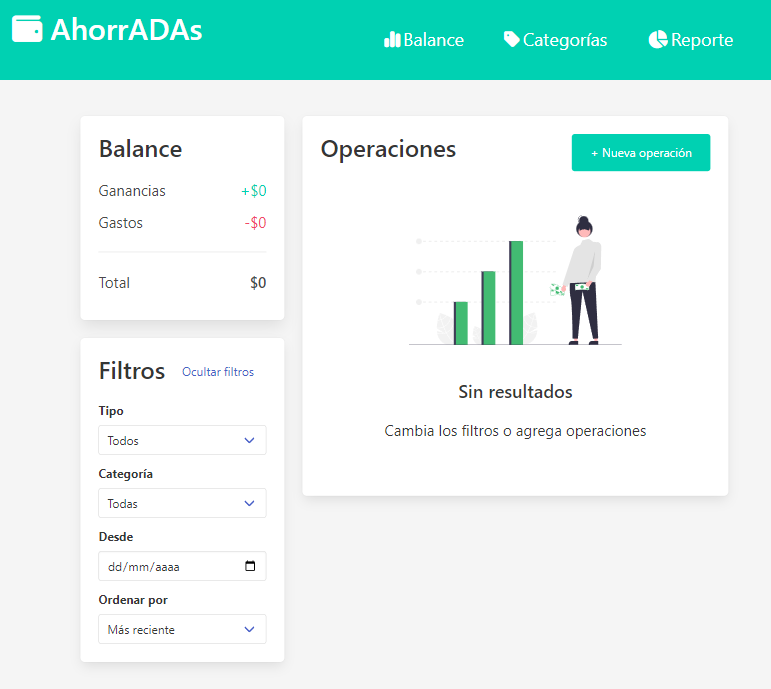 AhorrADAs
Balance
Categorías
Reporte
Balance
Ganancias +$0
Gastos -$0
Total $0
Filtros Ocultar filtros
Tipo
Todos
Categoría
Todas
Desde
dd/mm/aaaa
Ordenar por
Más reciente
Operaciones
+ Nueva operación
Sin resultados
Cambia los filtros o agrega operaciones